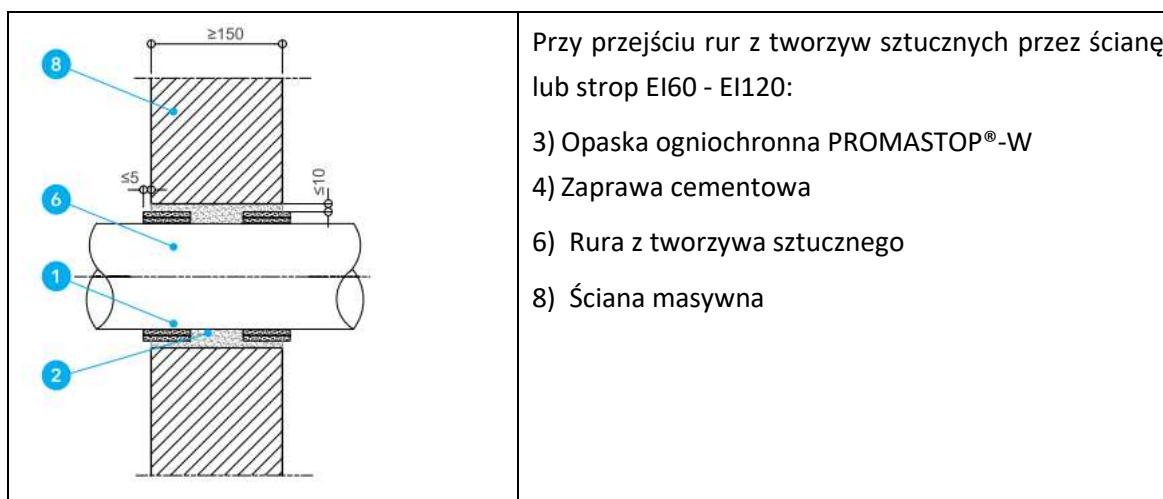 ≥150
8
≤5
≤10
6
1
2
Przy przejściu rur z tworzyw sztucznych przez ścianę
lub strop EI60 - EI120:
3) Opaska ogniochronna PROMASTOP®-W
4) Zaprawa cementowa
6) Rura z tworzywa sztucznego
8) Ściana masywna